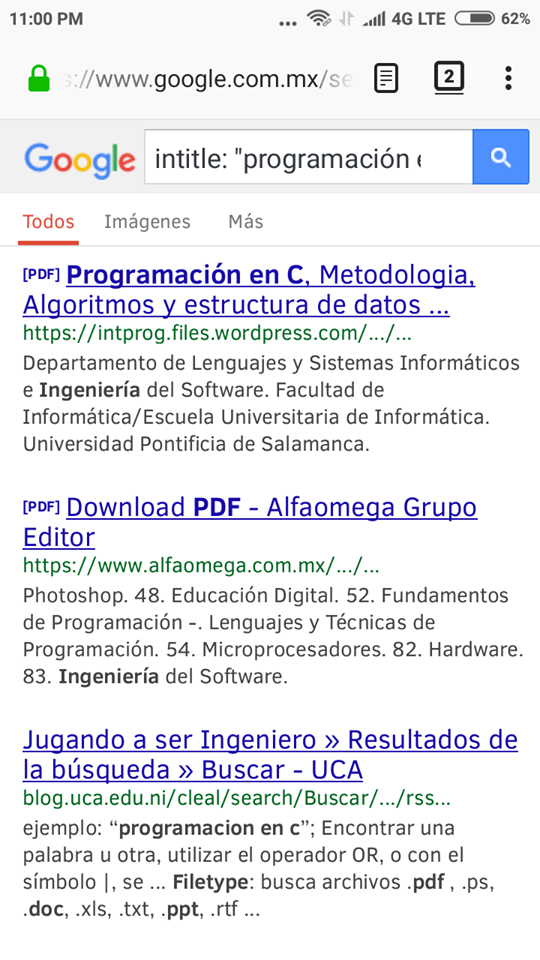 11:00 PM ... 4G LTE 62%
s://www.google.com.mx/se 2
Google intitle: "programación e
Todos Imágenes Más
[PDF] Programación en C, Metodologia,
Algoritmos y estructura de datos ...
https://intprog.files.wordpress.com/.../...
Departamento de Lenguajes y Sistemas Informáticos
e Ingeniería del Software. Facultad de
Informática/Escuela Universitaria de Informática.
Universidad Pontificia de Salamanca.
[PDF] Download PDF - Alfaomega Grupo
Editor
https://www.alfaomega.com.mx/.../...
Photoshop. 48. Educación Digital. 52. Fundamentos
de Programación -. Lenguajes y Técnicas de
Programación. 54. Microprocesadores. 82. Hardware.
83. Ingeniería del Software.
Jugando a ser Ingeniero » Resultados de
la búsqueda » Buscar - UCA
blog.uca.edu.ni/cleal/search/Buscar/.../rss...
ejemplo: “programacion en c”; Encontrar una
palabra u otra, utilizar el operador OR, o con el
símbolo |, se ... Filetype: busca archivos .pdf , .ps,
.doc, .xls, .txt, .ppt, .rtf ...